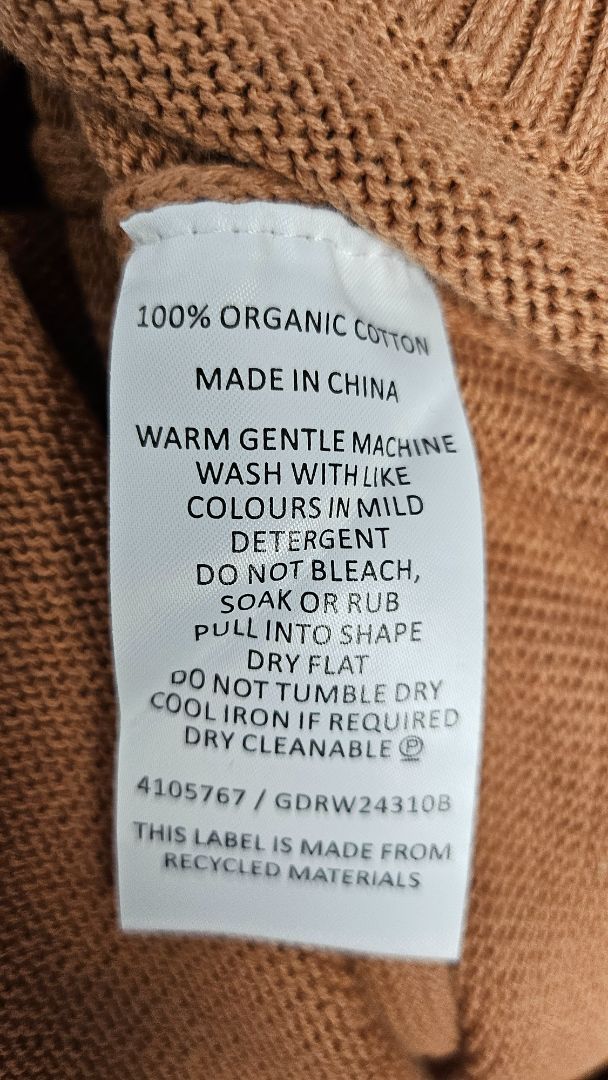 100% ORGANIC COTTON
MADE IN CHINA
WARM GENTLE MACHINE
WASH WITH LIKE
COLOURS IN MILD
DETERGENT
DO NOT BLEACH,
SOAK OR RUB
PULL INTO SHAPE
DRY FLAT
DO NOT TUMBLE DRY
COOL IRON IF REQUIRED
DRY CLEANABLE Ⓟ
4105767 / GDRW24310B
THIS LABEL IS MADE FROM
RECYCLED MATERIALS